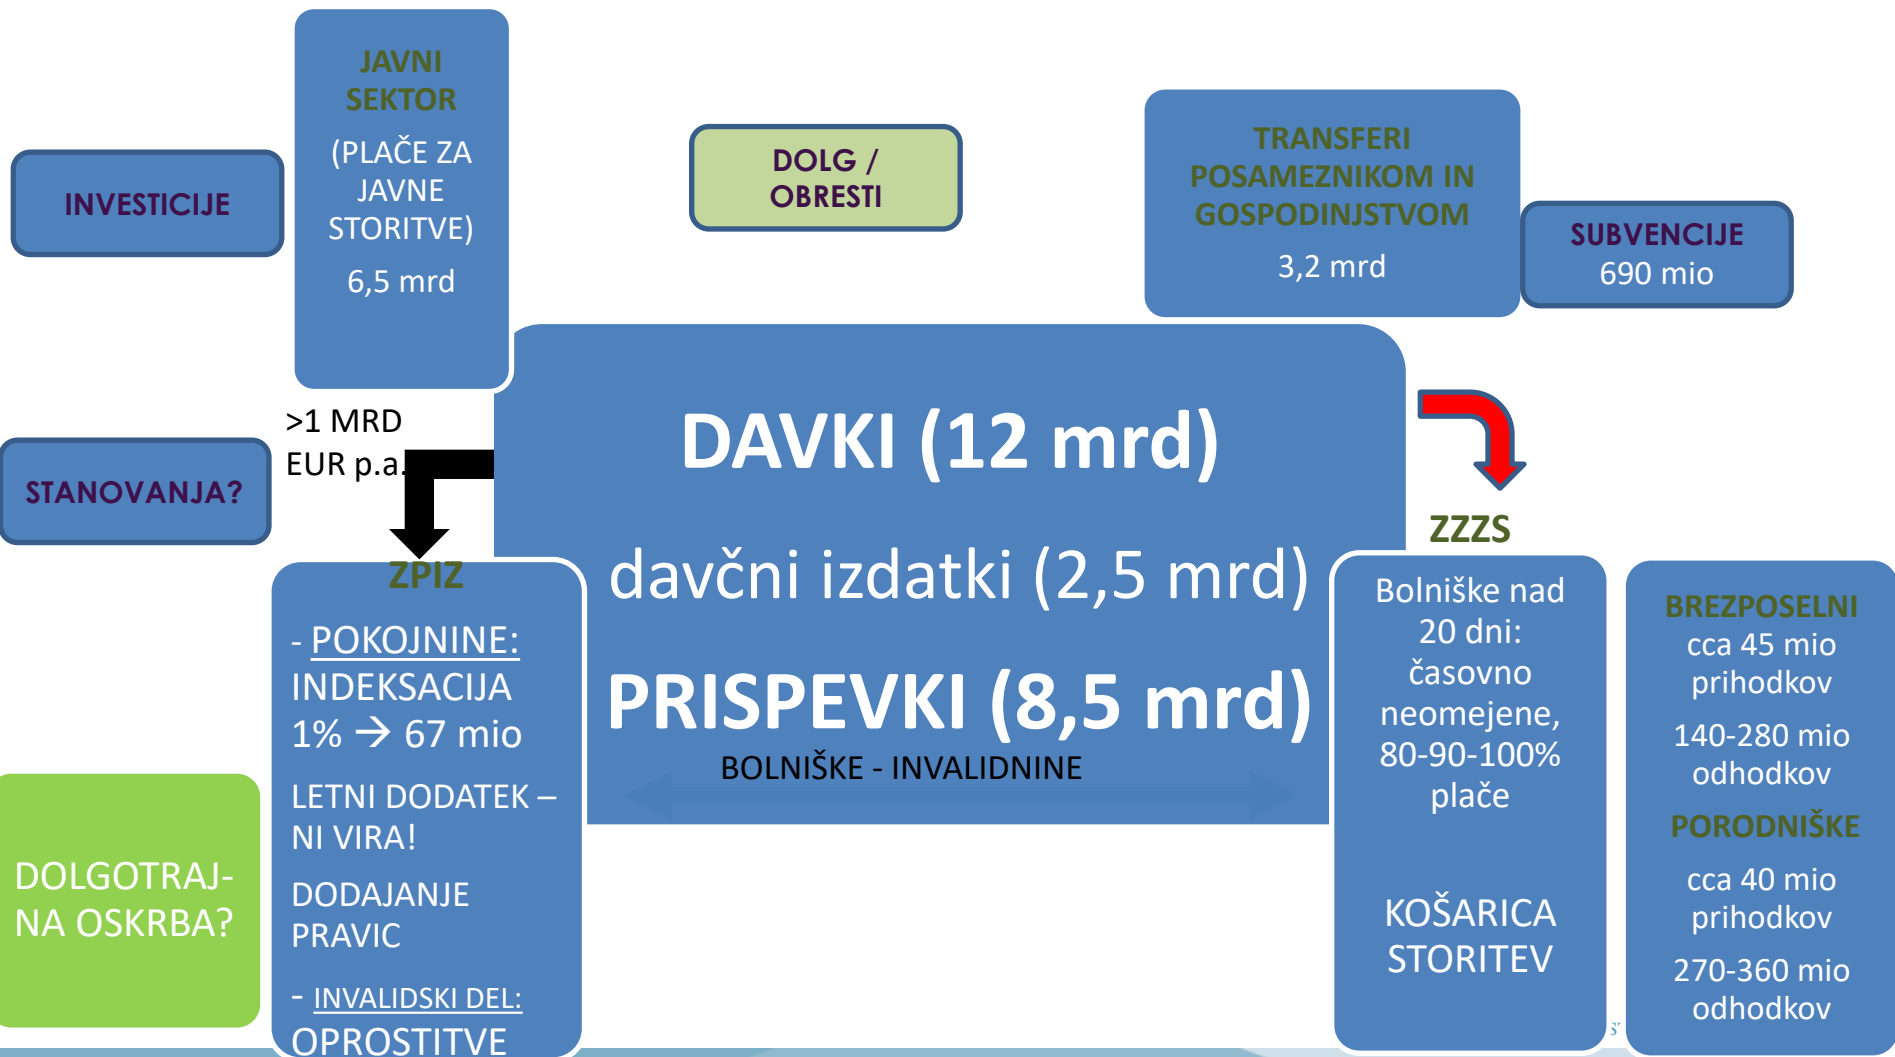 JAVNI
SEKTOR
(PLAČE ZA
JAVNE
STORITVE)
6,5 mrd
INVESTICIJE
DOLG /
OBRESTI
TRANSFERI
POSAMEZNIKOM IN
GOSPODINJSTVOM
3,2 mrd
SUBVENCIJE
690 mio
>1 MRD
EUR p.a.
STANOVANJA?
DAVKI (12 mrd)
davčni izdatki (2,5 mrd)
PRISPEVKI (8,5 mrd)
BOLNIŠKE - INVALIDNINE
ZPIZ
- POKOJNINE:
INDEKSACIJA
1% → 67 mio
LETNI DODATEK –
NI VIRA!
DODAJANJE
PRAVIC
- INVALIDSKI DEL:
OPROSTITVE
DOLGOTRAJ-
NA OSKRBA?
ZZZS
Bolniške nad
20 dni:
časovno
neomejene,
80-90-100%
plače
KOŠARICA
STORITEV
BREZPOSELNI
cca 45 mio
prihodkov
140-280 mio
odhodkov
PORODNIŠKE
cca 40 mio
prihodkov
270-360 mio
odhodkov